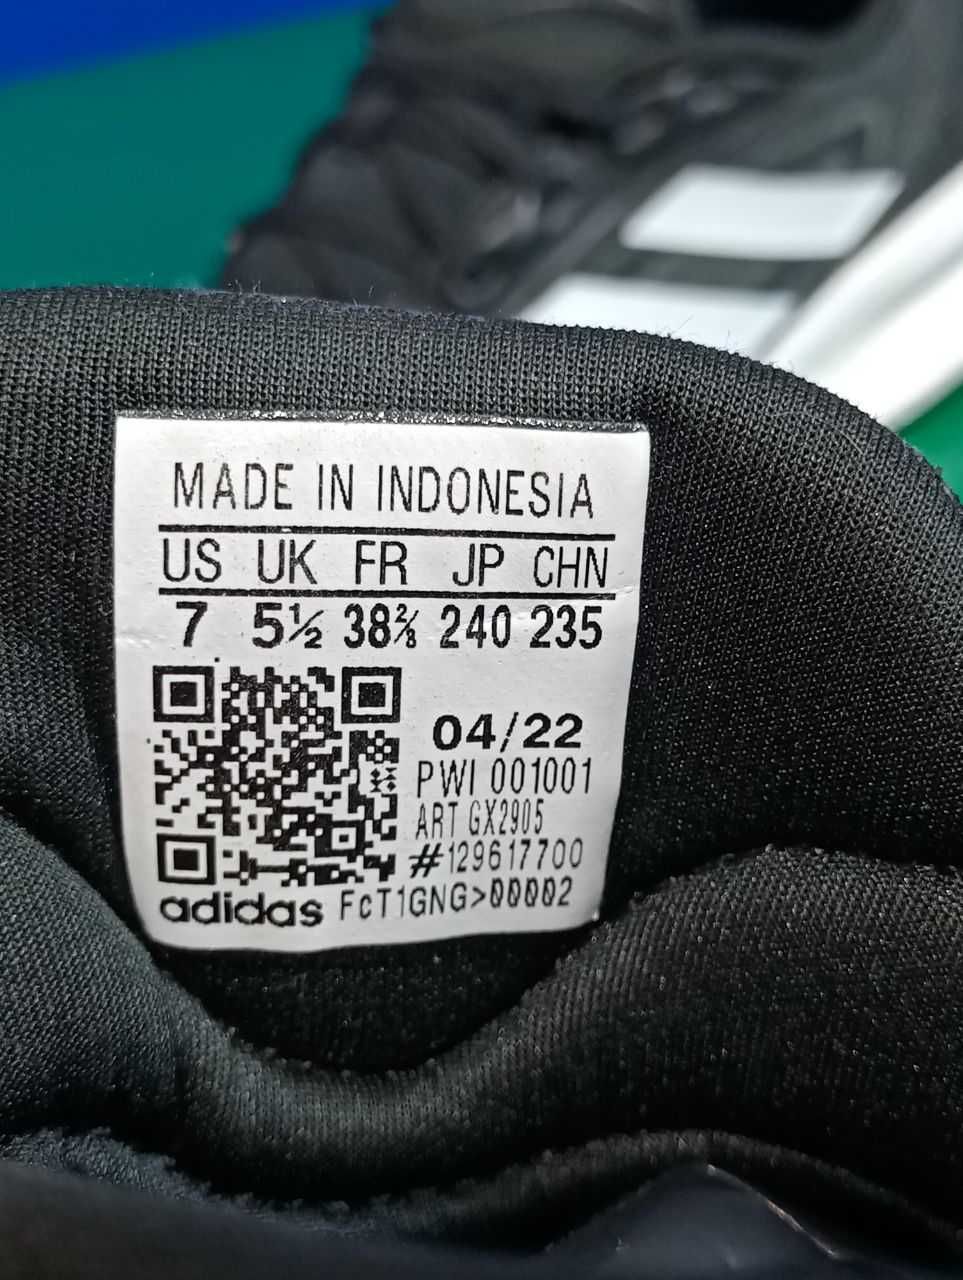 MADE IN INDONESIA
US UK FR JP CHN
7 5½ 38⅔ 240 235
04/22
PWI 001001
ART GX2905
#129617700
adidas FcT1GNG>00002